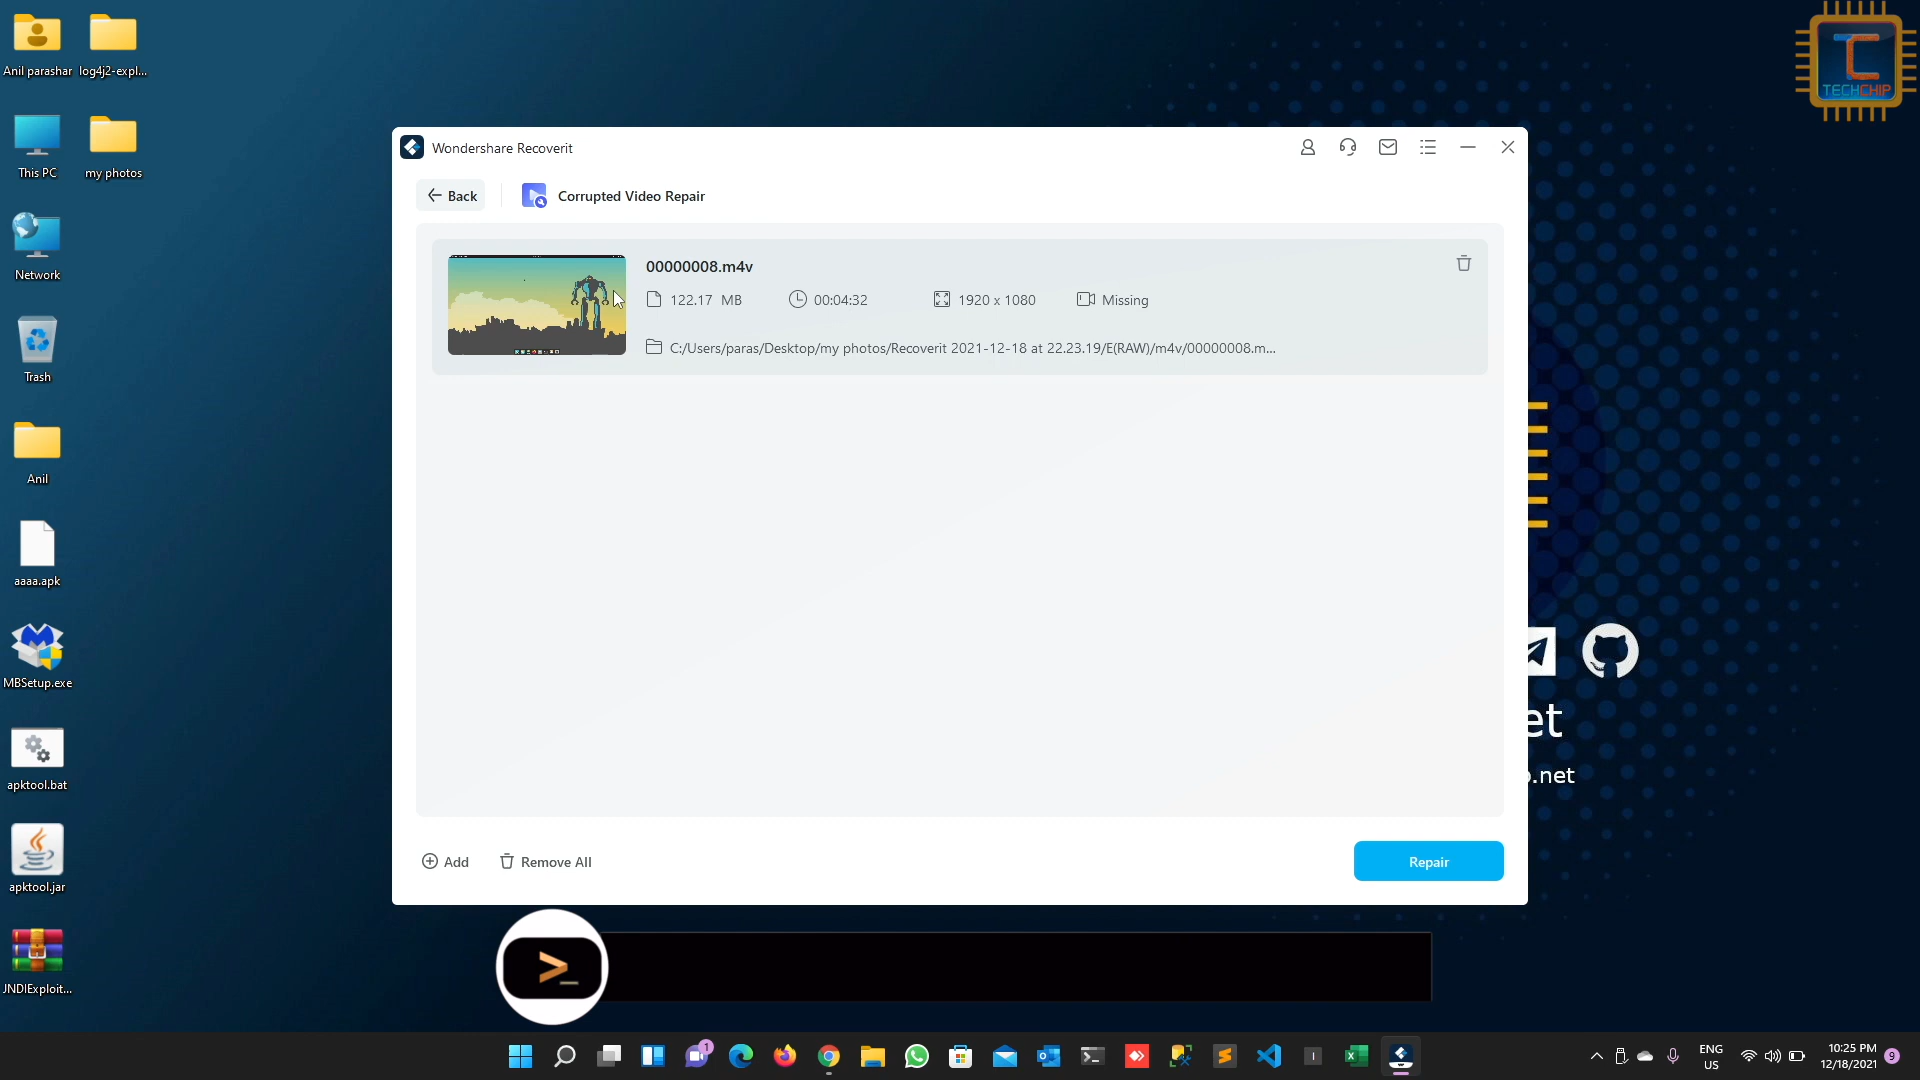 Anil parashar
log4j2-expl...
This PC
my photos
Network
Trash
Anil
aaaa.apk
MBSetup.exe
apktool.bat
apktool.jar
JNDIExploit...
TC
TECHCHIP
Wondershare Recoverit
Back
Corrupted Video Repair
00000008.m4v
122.17 MB
00:04:32
1920 x 1080
Missing
C:/Users/paras/Desktop/my photos/Recoverit 2021-12-18 at 22.23.19/E(RAW)/m4v/00000008.m...
Add
Remove All
Repair
et
.net
>_
1
ENG
US
10:25 PM
12/18/2021
9